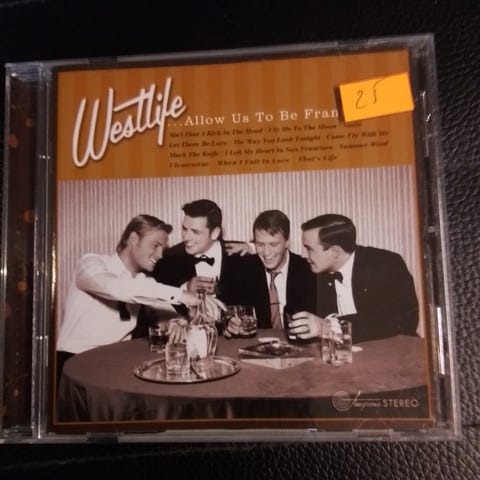 Westlife
25
...Allow Us To Be Fran
Ain't That A Kick In The Head · Fly Me To The Moon · Smile
Let There Be Love · The Way You Look Tonight · Come Fly With Me
Mack The Knife · I Left My Heart In San Francisco · Summer Wind
Clementine · When I Fall In Love · That's Life
STEREO